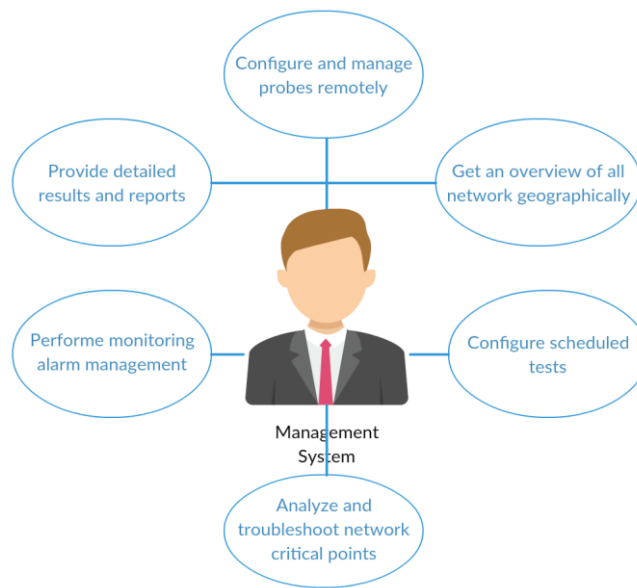 Configure and manage
probes remotely
Provide detailed
results and reports
Get an overview of all
network geographically
Performe monitoring
alarm management
Configure scheduled
tests
Management
System
Analyze and
troubleshoot network
critical points